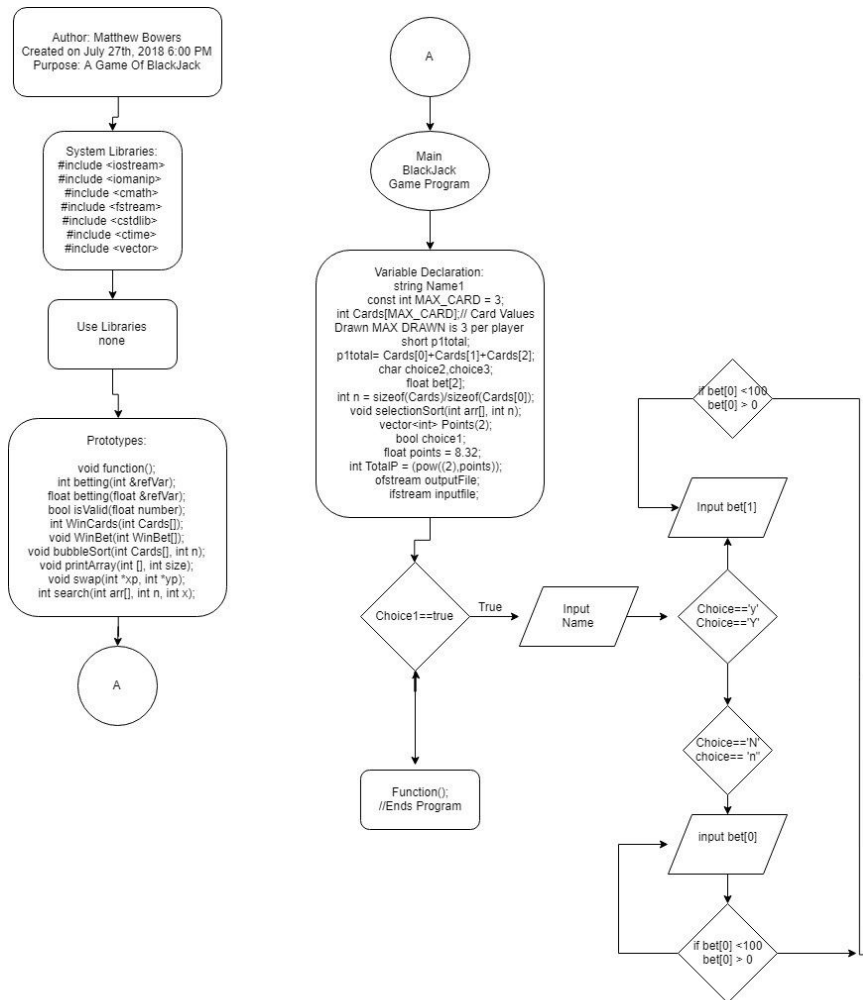 Author: Matthew Bowers
Created on July 27th, 2018 6:00 PM
Purpose: A Game Of BlackJack
System Libraries:
#include <iostream>
#include <iomanip>
#include <cmath>
#include <fstream>
#include <cstdlib>
#include <ctime>
#include <vector>
Use Libraries
none
Prototypes:
void function();
int betting(int &refVar);
float betting(float &refVar);
bool isValid(float number);
int WinCards(int Cards[]);
void WinBet(int WinBet[]);
void bubbleSort(int Cards[], int n);
void printArray(int [], int size);
void swap(int *xp, int *yp);
int search(int arr[], int n, int x);
A
A
Main
BlackJack
Game Program
Variable Declaration:
string Name1
const int MAX_CARD = 3;
int Cards[MAX_CARD];// Card Values
Drawn MAX DRAWN is 3 per player
short p1total;
p1total= Cards[0]+Cards[1]+Cards[2];
char choice2,choice3;
float bet[2];
int n = sizeof(Cards)/sizeof(Cards[0]);
void selectionSort(int arr[], int n);
vector<int> Points(2);
bool choice1;
float points = 8.32;
int TotalP = (pow((2),points));
ofstream outputFile;
ifstream inputfile;
Choice1==true
True
Function();
//Ends Program
Input
Name
if bet[0] <100
bet[0] > 0
Input bet[1]
Choice=='y'
Choice=='Y'
Choice=='N'
choice== 'n"
input bet[0]
if bet[0] <100
bet[0] > 0